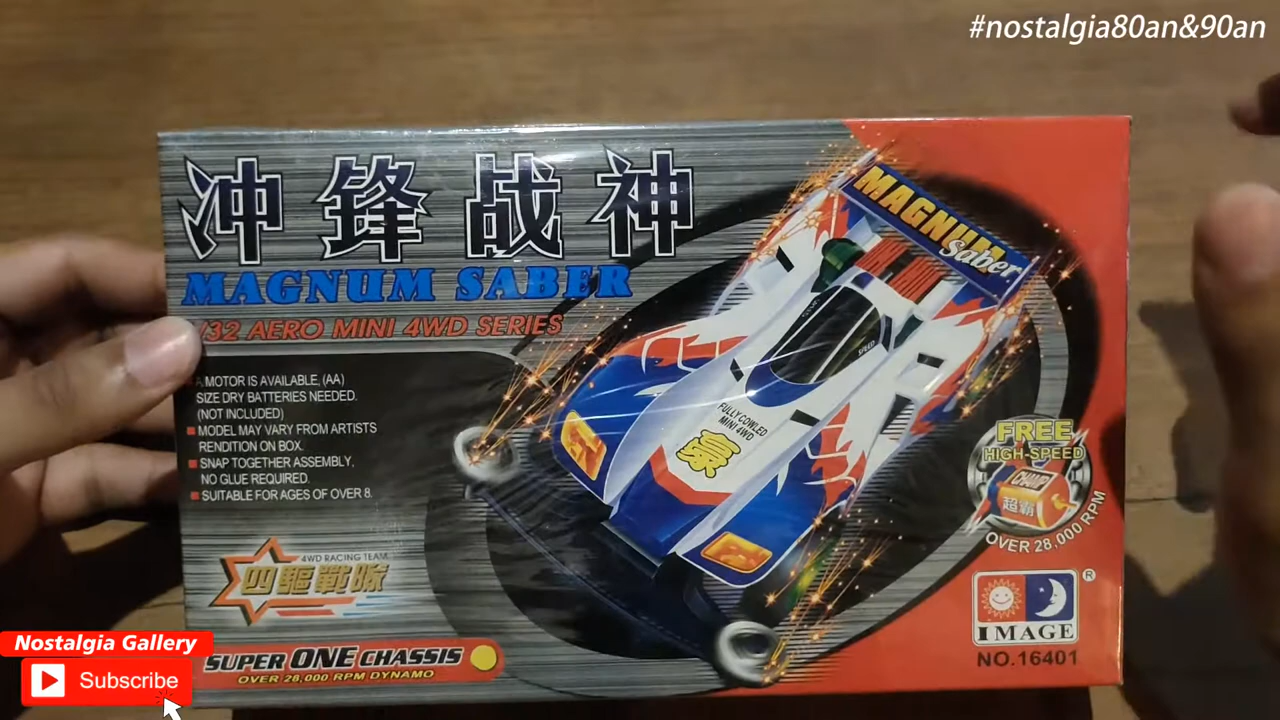 #nostalgia80an&90an
冲锋战神
MAGNUM SABER
/32 AERO MINI 4WD SERIES
A MOTOR IS AVAILABLE, (AA)
SIZE DRY BATTERIES NEEDED.
(NOT INCLUDED)
MODEL MAY VARY FROM ARTISTS
RENDITION ON BOX.
SNAP TOGETHER ASSEMBLY,
NO GLUE REQUIRED.
SUITABLE FOR AGES OF OVER 8.
MAGNUM
Saber
SPEED
FULLY COWLED
MINI 4WD
豪
FREE
HIGH-SPEED
CHAMP
超霸
OVER 28,000 RPM
4WD RACING TEAM
四驱戰隊
SUPER ONE CHASSIS
OVER 28,000 RPM DYNAMO
IMAGE
®
NO.16401
Nostalgia Gallery
Subscribe